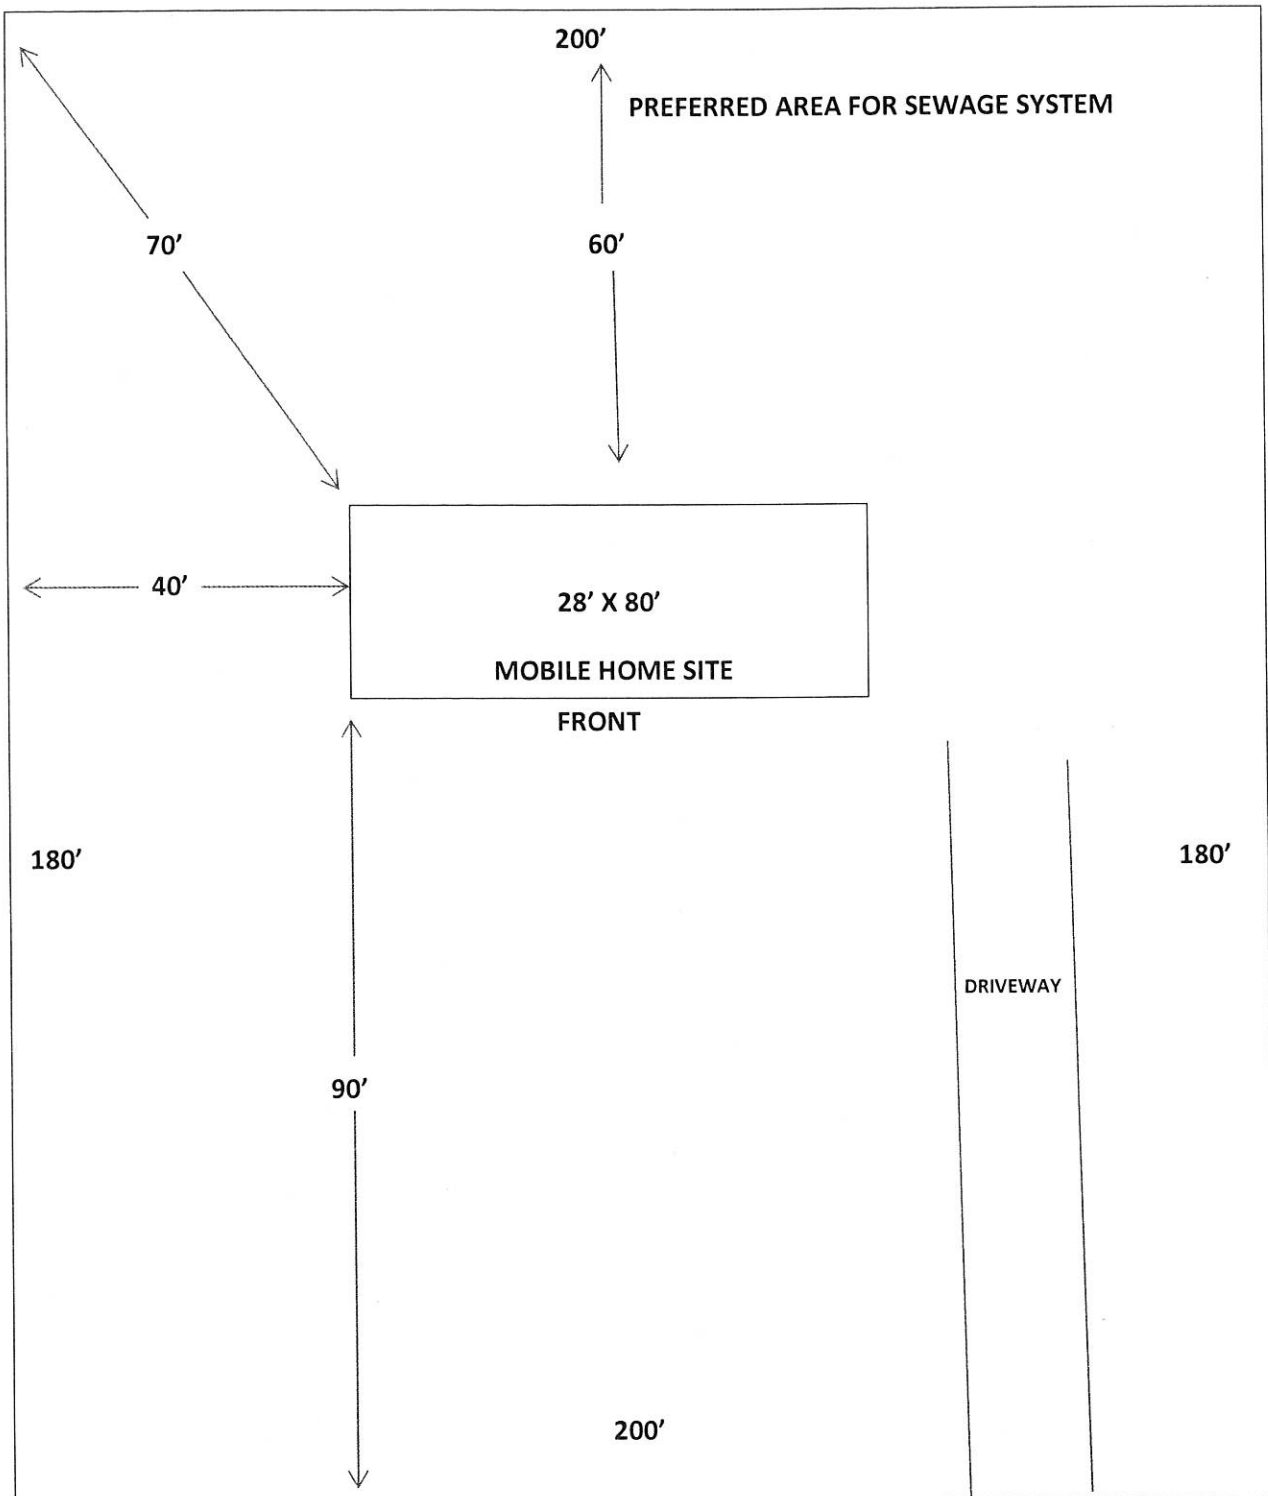 200’
PREFERRED AREA FOR SEWAGE SYSTEM
70’
60’
40’
28’ X 80’
MOBILE HOME SITE
FRONT
180’
180’
DRIVEWAY
90’
200’